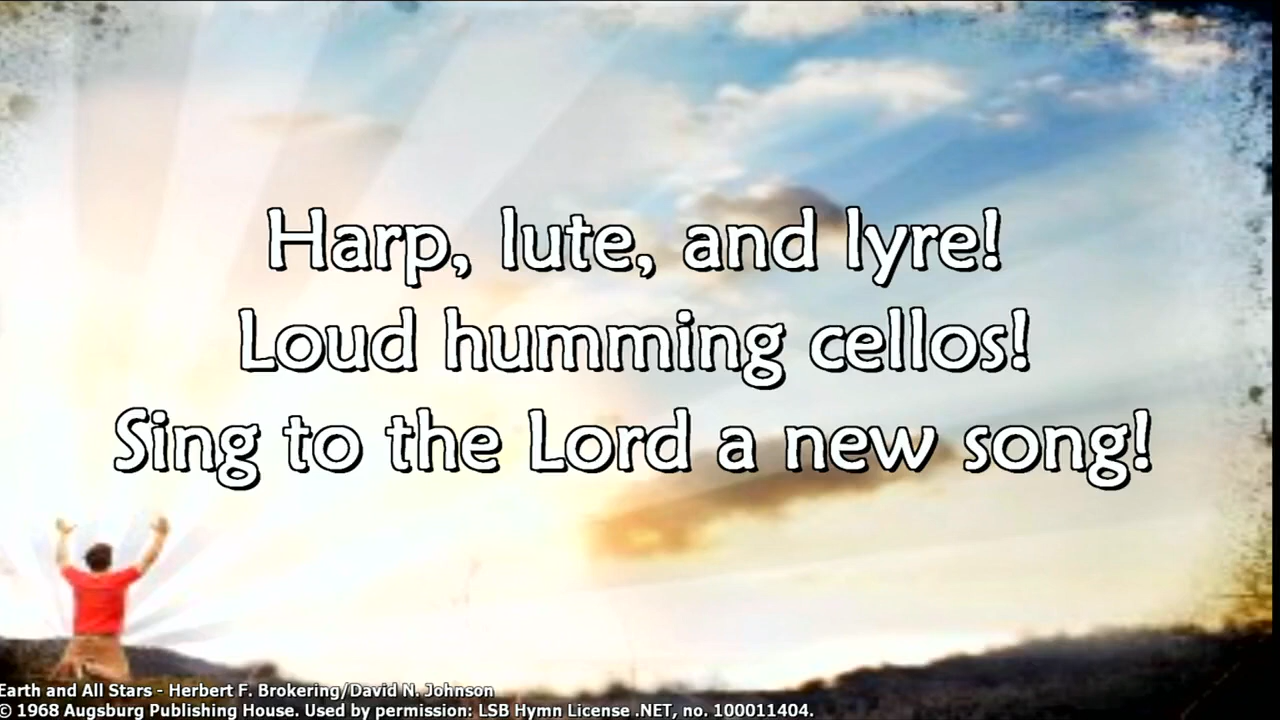 Harp, lute, and lyre!
Loud humming cellos!
Sing to the Lord a new song!
Earth and All Stars - Herbert F. Brokering/David N. Johnson
© 1968 Augsburg Publishing House. Used by permission: LSB Hymn License .NET, no. 100011404.